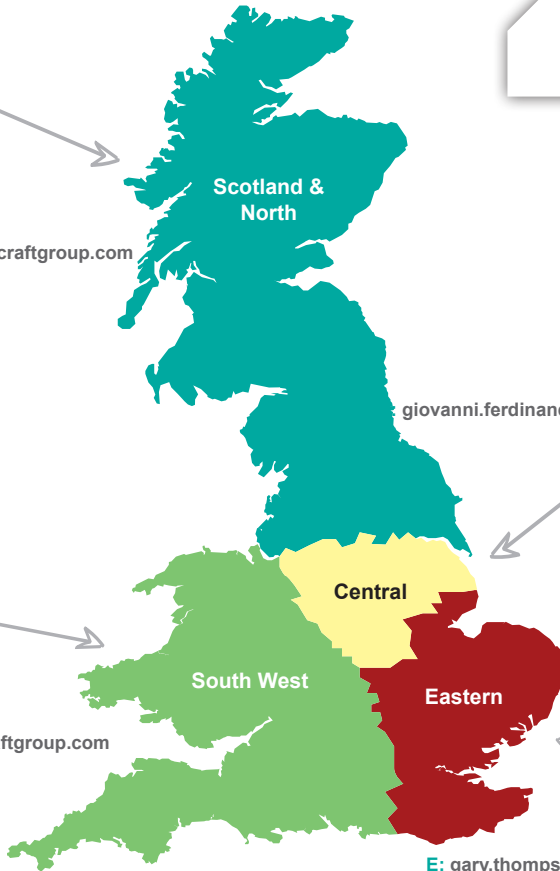 Scotland &
North
craftgroup.com
giovanni.ferdinand
Central
South West
Eastern
ftgroup.com
E: gary.thomps